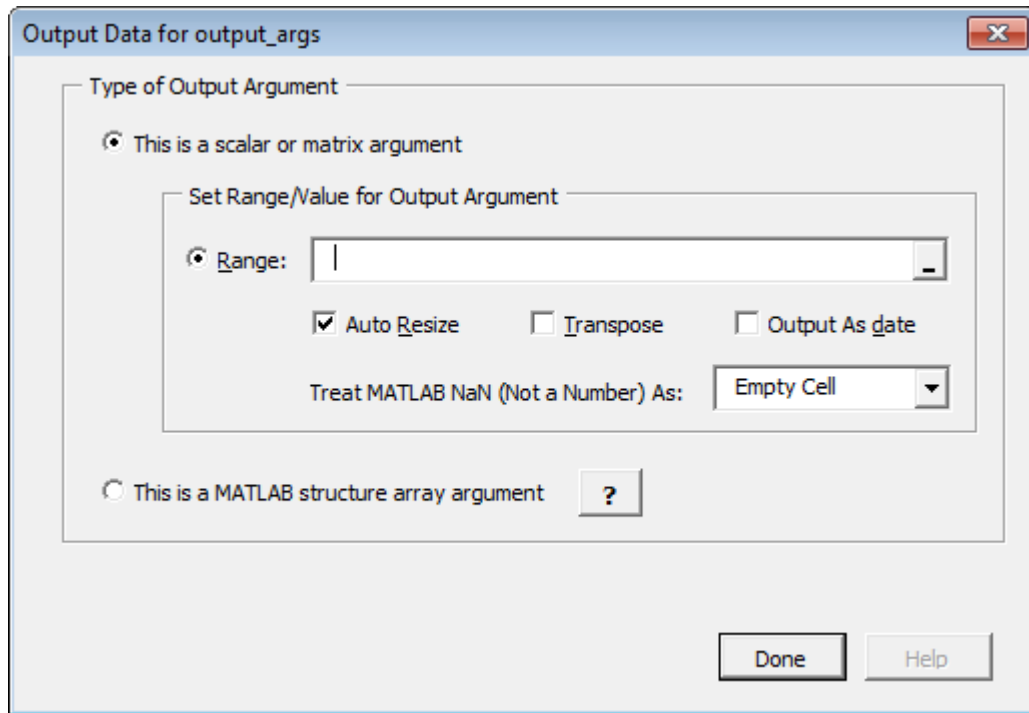 Output Data for output_args
Type of Output Argument
This is a scalar or matrix argument
Set Range/Value for Output Argument
Range:
Auto Resize Transpose Output As date
Treat MATLAB NaN (Not a Number) As: Empty Cell
This is a MATLAB structure array argument ?
Done Help